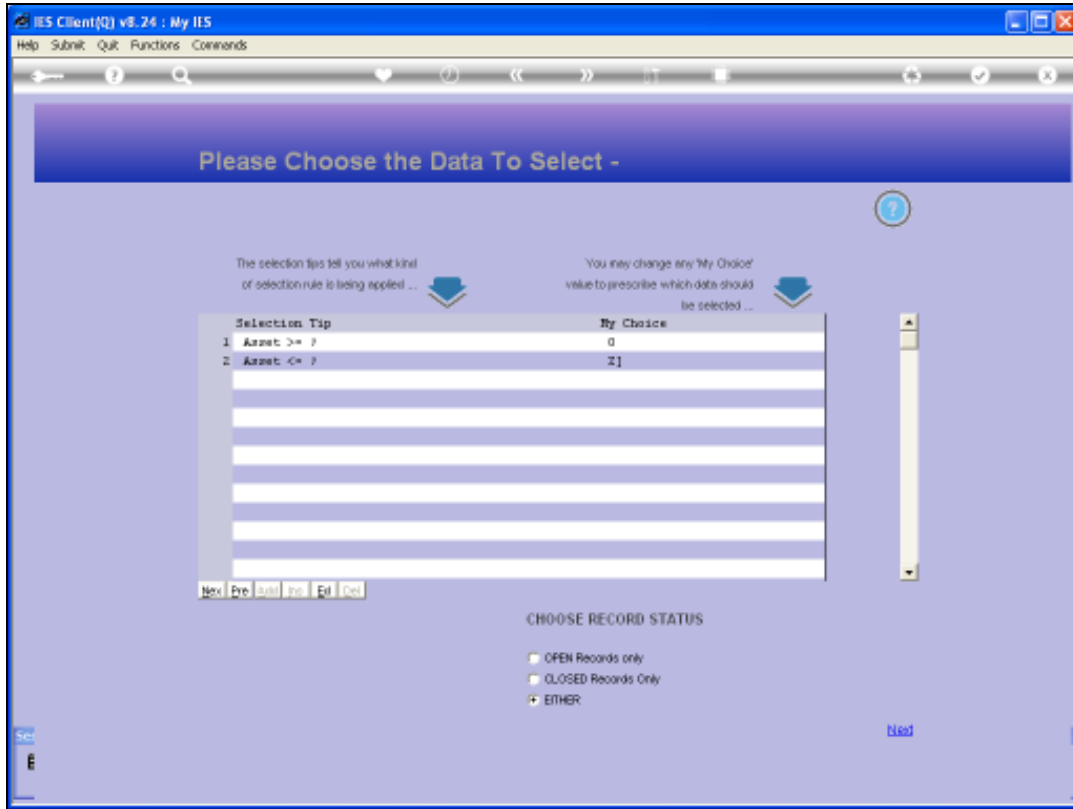 IES Client(Q) v8.24 : My IES
Help Submit Quit Functions Commands
Please Choose the Data To Select -
The selection tips tell you what kind
of selection rule is being applied ...
You may change any 'My Choice'
value to prescribe which data should
be selected ...
Selection Tip My Choice
1 Asset >= ? 0
2 Asset <= ? Z]
Nex Pre Add Ins Ed Del
CHOOSE RECORD STATUS
OPEN Records only
CLOSED Records Only
EITHER
Next